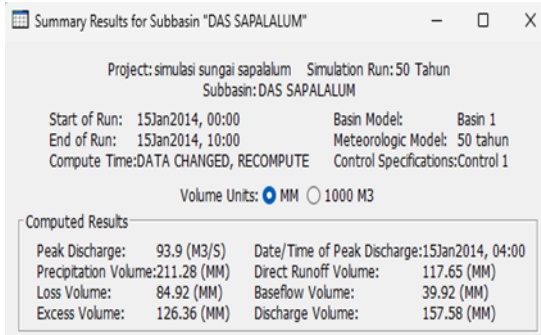 Summary Results for Subbasin "DAS SAPALALUM"
Project: simulasi sungai sapalalum Simulation Run: 50 Tahun
Subbasin: DAS SAPALALUM
Start of Run: 15Jan2014, 00:00 Basin Model: Basin 1
End of Run: 15Jan2014, 10:00 Meteorologic Model: 50 tahun
Compute Time:DATA CHANGED, RECOMPUTE Control Specifications:Control 1
Volume Units: MM 1000 M3
Computed Results
Peak Discharge: 93.9 (M3/S) Date/Time of Peak Discharge:15Jan2014, 04:00
Precipitation Volume:211.28 (MM) Direct Runoff Volume: 117.65 (MM)
Loss Volume: 84.92 (MM) Baseflow Volume: 39.92 (MM)
Excess Volume: 126.36 (MM) Discharge Volume: 157.58 (MM)